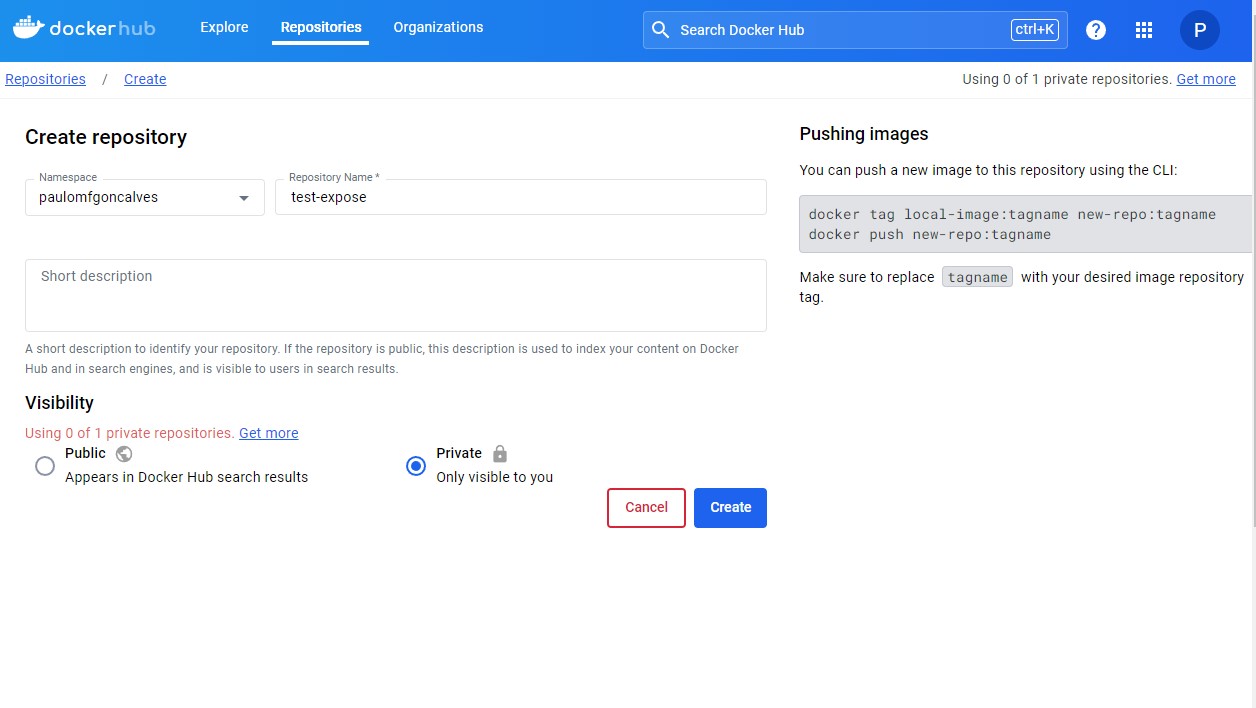 dockerhub
Explore
Repositories
Organizations
Search Docker Hub
ctrl+K
?
P
Repositories / Create
Using 0 of 1 private repositories. Get more
Create repository
Namespace
paulomfgoncalves
Repository Name *
test-expose
Short description
A short description to identify your repository. If the repository is public, this description is used to index your content on Docker
Hub and in search engines, and is visible to users in search results.
Visibility
Using 0 of 1 private repositories. Get more
Public
Appears in Docker Hub search results
Private
Only visible to you
Cancel
Create
Pushing images
You can push a new image to this repository using the CLI:
docker tag local-image:tagname new-repo:tagname
docker push new-repo:tagname
Make sure to replace tagname with your desired image repository
tag.